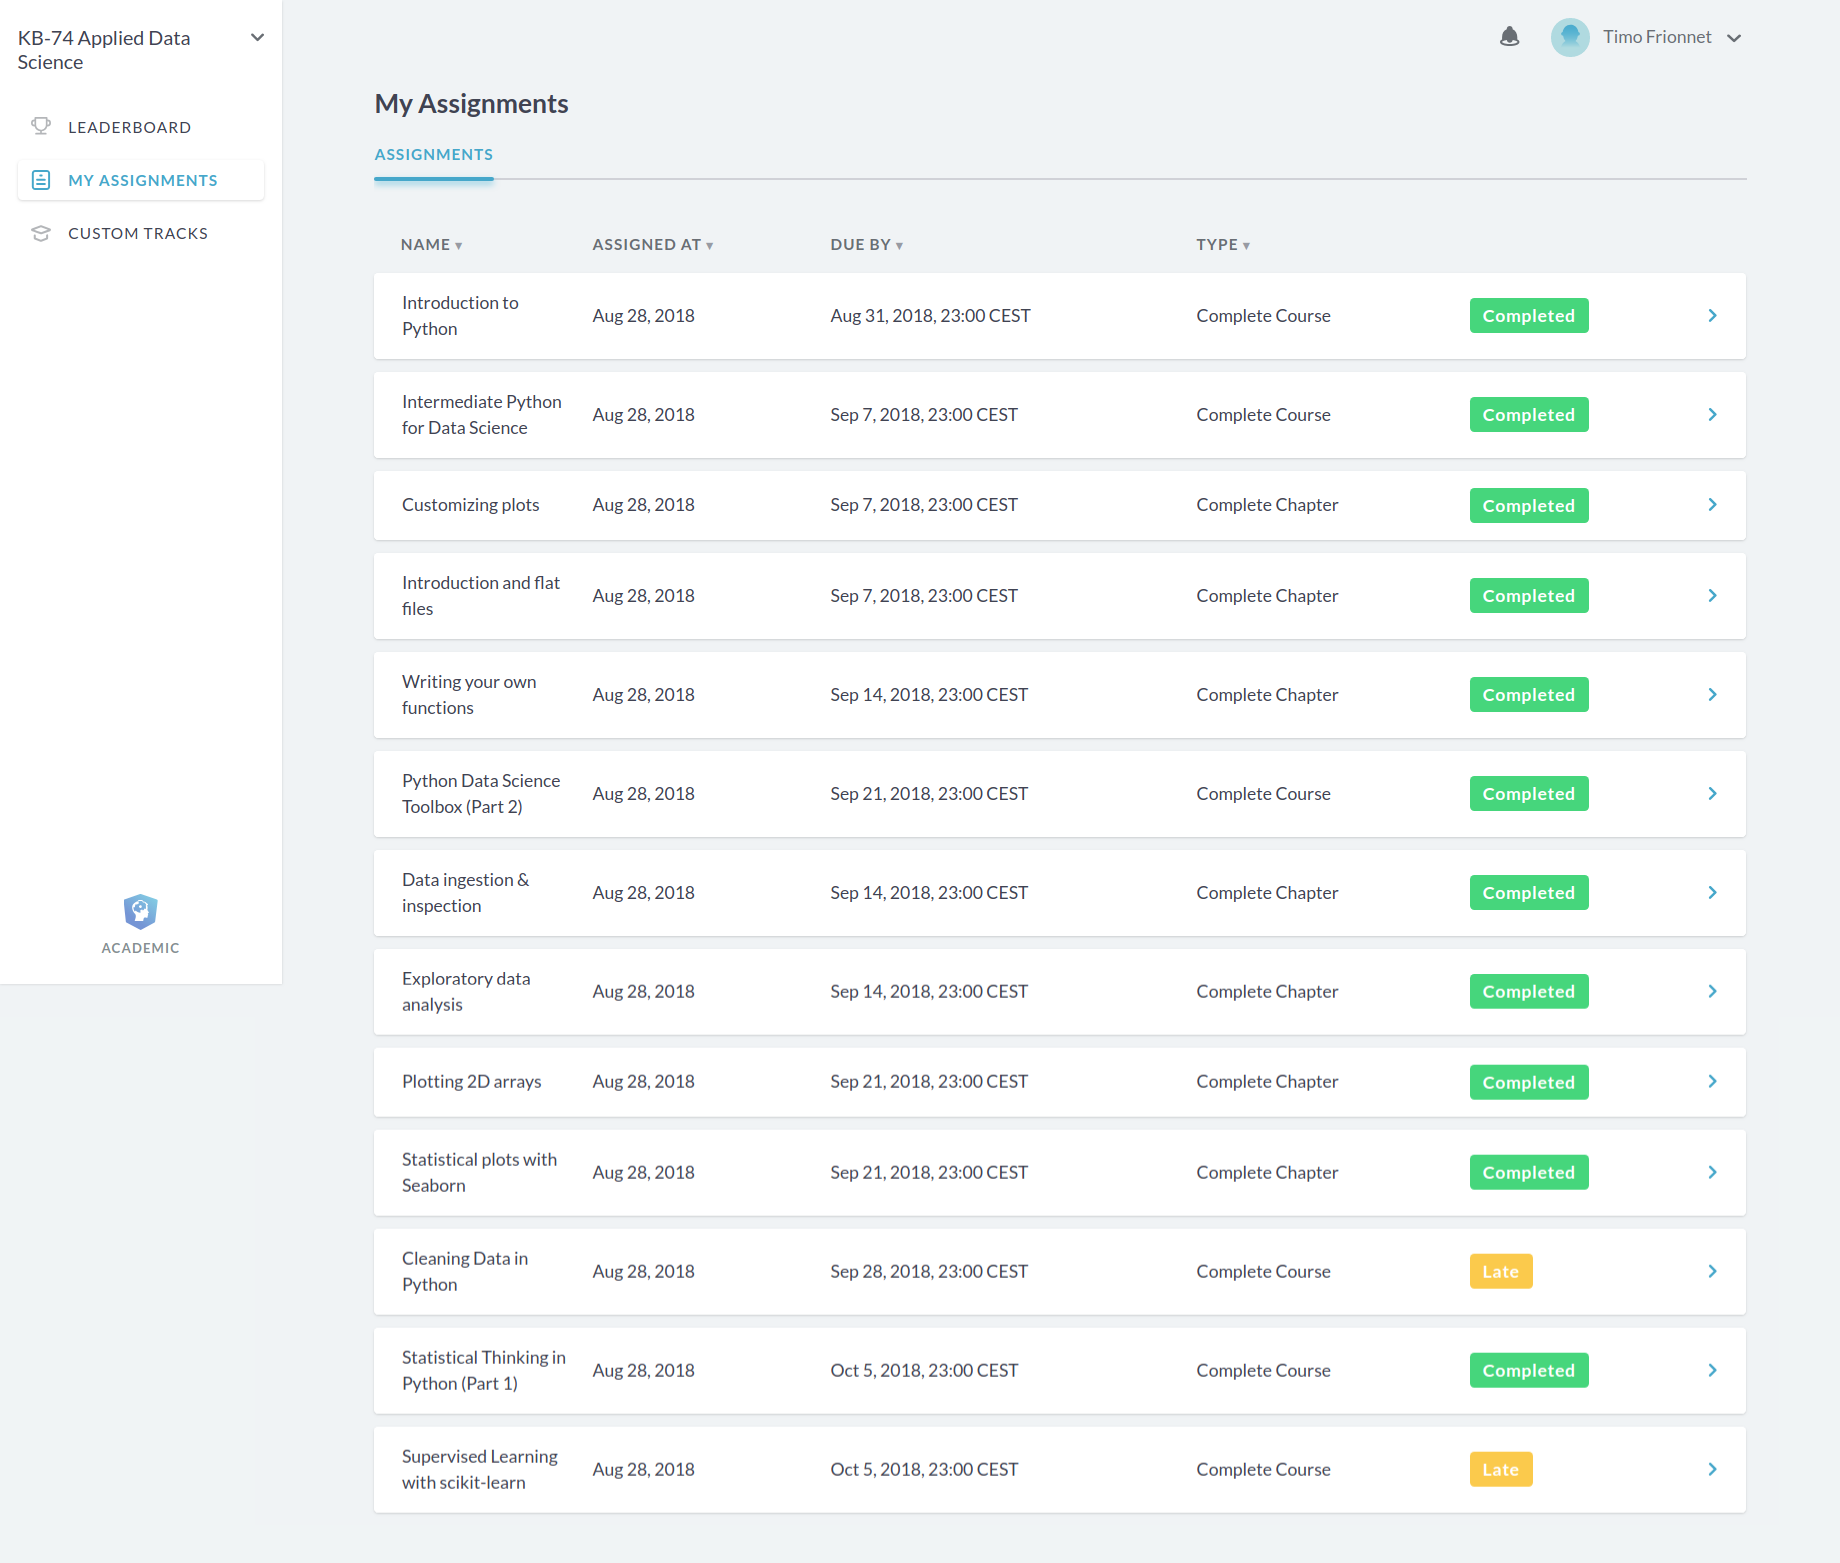 KB-74 Applied Data
Science
LEADERBOARD
MY ASSIGNMENTS
CUSTOM TRACKS
ACADEMIC
Timo Frionnet
My Assignments
ASSIGNMENTS
NAME ▾ ASSIGNED AT ▾ DUE BY ▾ TYPE ▾
Introduction to
Python
Aug 28, 2018 Aug 31, 2018, 23:00 CEST Complete Course Completed
Intermediate Python
for Data Science
Aug 28, 2018 Sep 7, 2018, 23:00 CEST Complete Course Completed
Customizing plots Aug 28, 2018 Sep 7, 2018, 23:00 CEST Complete Chapter Completed
Introduction and flat
files
Aug 28, 2018 Sep 7, 2018, 23:00 CEST Complete Chapter Completed
Writing your own
functions
Aug 28, 2018 Sep 14, 2018, 23:00 CEST Complete Chapter Completed
Python Data Science
Toolbox (Part 2)
Aug 28, 2018 Sep 21, 2018, 23:00 CEST Complete Course Completed
Data ingestion &
inspection
Aug 28, 2018 Sep 14, 2018, 23:00 CEST Complete Chapter Completed
Exploratory data
analysis
Aug 28, 2018 Sep 14, 2018, 23:00 CEST Complete Chapter Completed
Plotting 2D arrays Aug 28, 2018 Sep 21, 2018, 23:00 CEST Complete Chapter Completed
Statistical plots with
Seaborn
Aug 28, 2018 Sep 21, 2018, 23:00 CEST Complete Chapter Completed
Cleaning Data in
Python
Aug 28, 2018 Sep 28, 2018, 23:00 CEST Complete Course Late
Statistical Thinking in
Python (Part 1)
Aug 28, 2018 Oct 5, 2018, 23:00 CEST Complete Course Completed
Supervised Learning
with scikit-learn
Aug 28, 2018 Oct 5, 2018, 23:00 CEST Complete Course Late